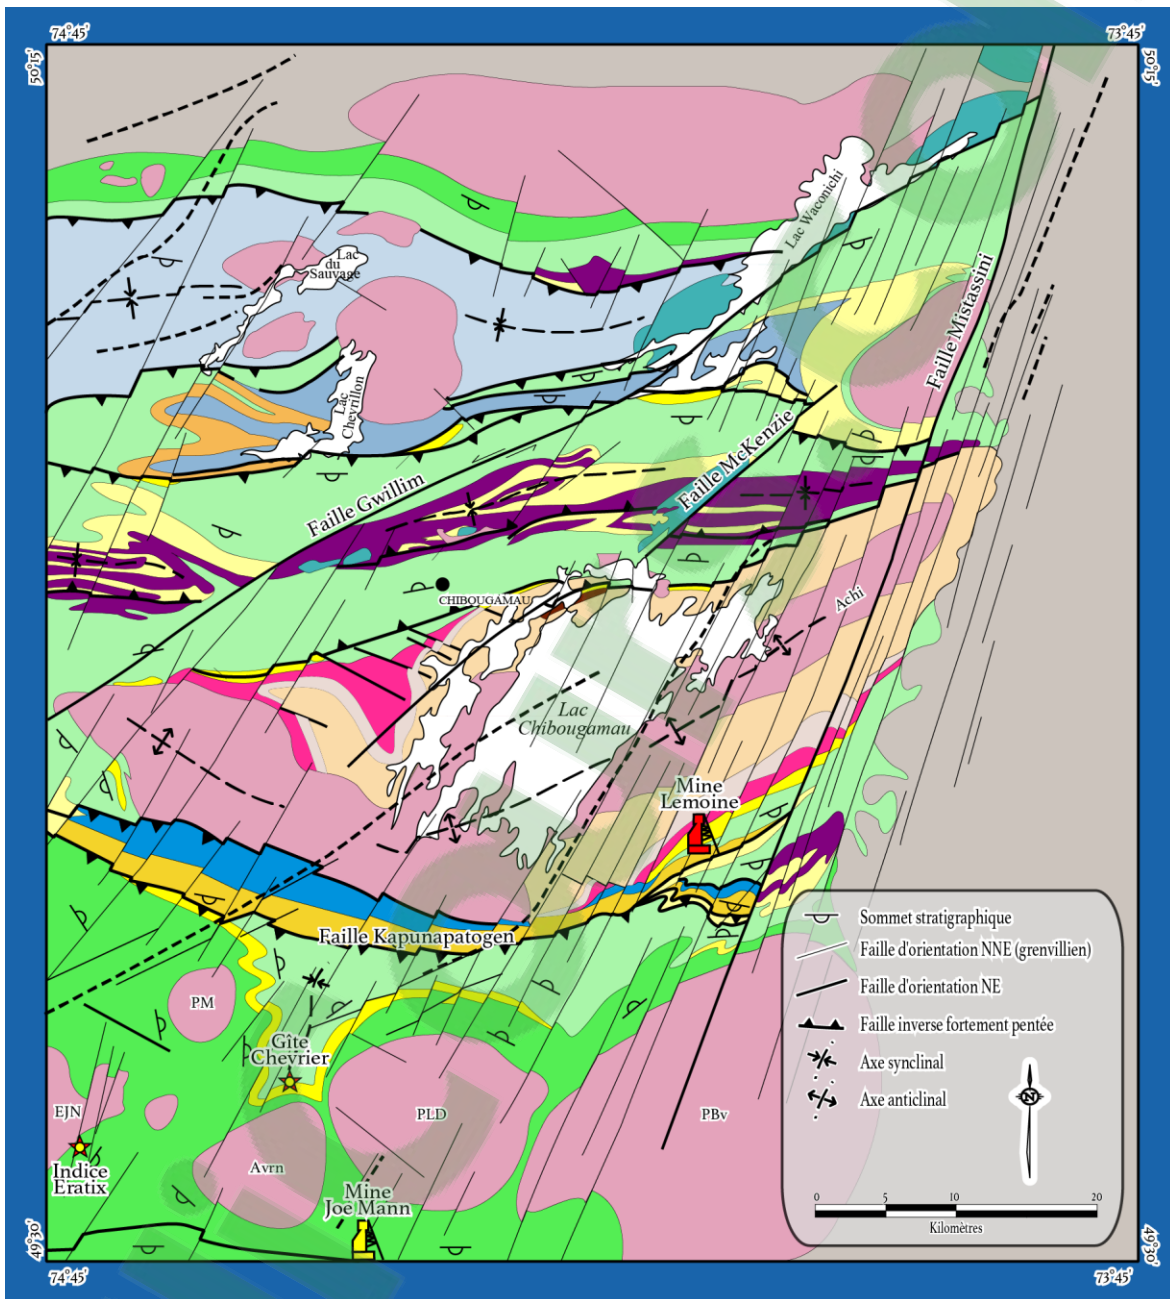 74°45'
73°45'
50°15'
50°15'
Lac Waconichi
Lac
du
Sauvage
Faille Mistassini
Lac
Chevrillon
Faille McKenzie
Faille Gwillim
CHIBOUGAMAU
Achi
Lac
Chibougamau
Mine
Lemoine
Faille Kapunapatogen
PM
Gîte
Chevrier
EJN
PLD
PBv
Avrn
Indice
Eratix
Mine
Joe Mann
Sommet stratigraphique
Faille d'orientation NNE (grenvillien)
Faille d'orientation NE
Faille inverse fortement pentée
Axe synclinal
Axe anticlinal
N
0 5 10 20
Kilomètres
49°30'
49°30'
74°45'
73°45'